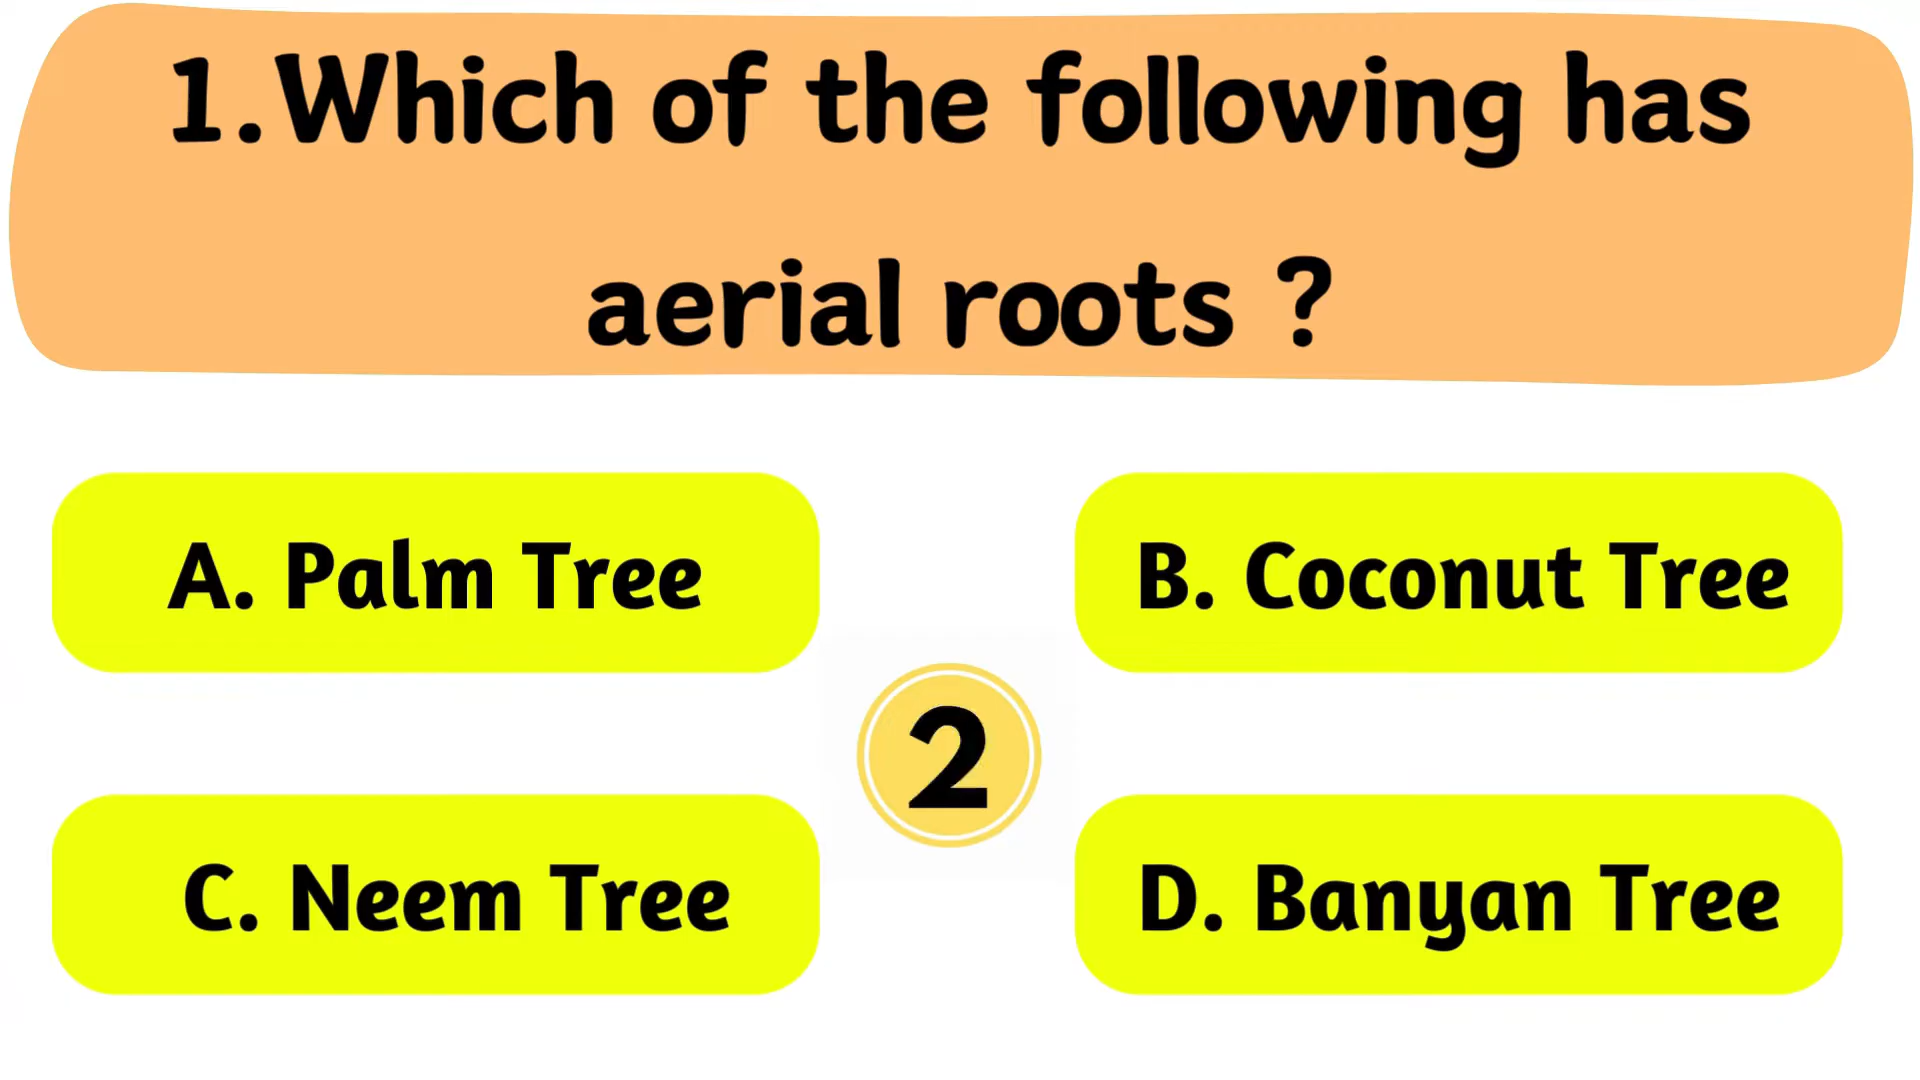 1.Which of the following has
aerial roots ?
A. Palm Tree
B. Coconut Tree
2
C. Neem Tree
D. Banyan Tree